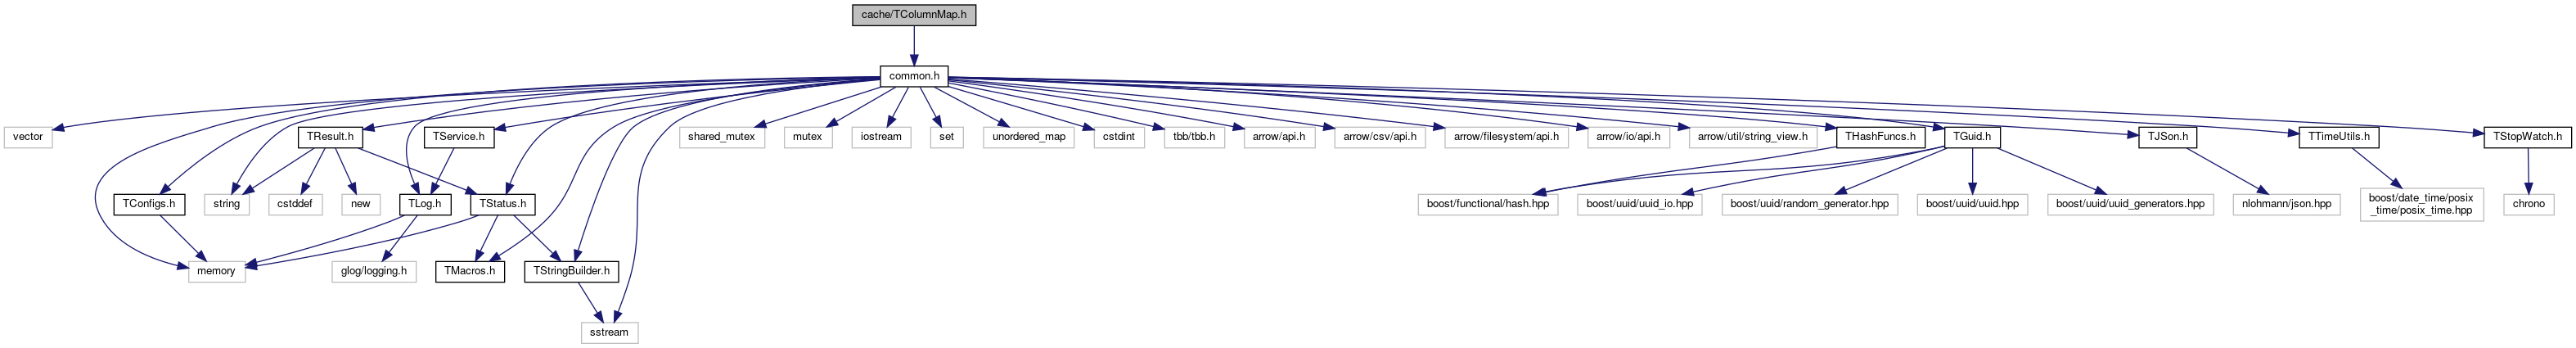 cache/TColumnMap.h
common.h
vector
TResult.h
TService.h
shared_mutex
mutex
iostream
set
unordered_map
cstdint
tbb/tbb.h
arrow/api.h
arrow/csv/api.h
arrow/filesystem/api.h
arrow/io/api.h
arrow/util/string_view.h
THashFuncs.h
TGuid.h
TJSon.h
TTimeUtils.h
TStopWatch.h
TConfigs.h
string
cstddef
new
TLog.h
TStatus.h
boost/functional/hash.hpp
boost/uuid/uuid_io.hpp
boost/uuid/random_generator.hpp
boost/uuid/uuid.hpp
boost/uuid/uuid_generators.hpp
nlohmann/json.hpp
boost/date_time/posix
_time/posix_time.hpp
chrono
memory
glog/logging.h
TMacros.h
TStringBuilder.h
sstream